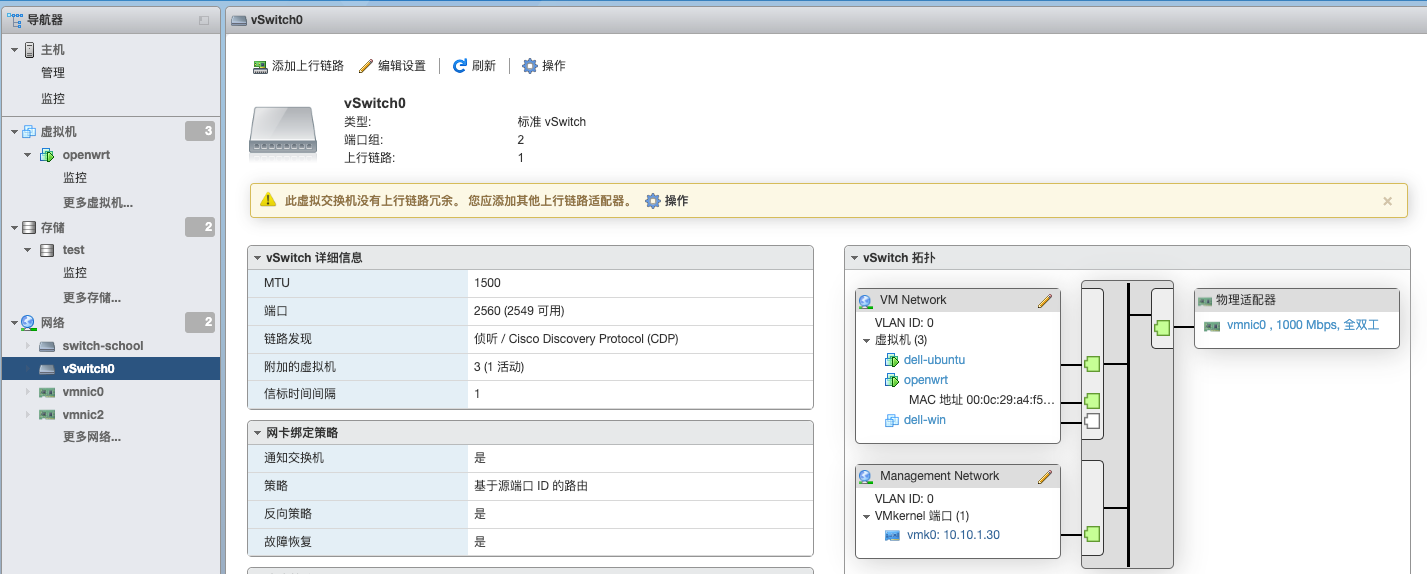 导航器
主机
管理
监控
虚拟机 3
openwrt
监控
更多虚拟机...
存储 2
test
监控
更多存储...
网络 2
switch-school
vSwitch0
vmnic0
vmnic2
更多网络...
vSwitch0
添加上行链路 编辑设置 刷新 操作
vSwitch0
类型: 标准 vSwitch
端口组: 2
上行链路: 1
此虚拟交换机没有上行链路冗余。 您应添加其他上行链路适配器。 操作
vSwitch 详细信息
MTU 1500
端口 2560 (2549 可用)
链路发现 侦听 / Cisco Discovery Protocol (CDP)
附加的虚拟机 3 (1 活动)
信标时间间隔 1
网卡绑定策略
通知交换机 是
策略 基于源端口 ID 的路由
反向策略 是
故障恢复 是
vSwitch 拓扑
VM Network
VLAN ID: 0
虚拟机 (3)
dell-ubuntu
openwrt
MAC 地址 00:0c:29:a4:f5...
dell-win
Management Network
VLAN ID: 0
VMkernel 端口 (1)
vmk0: 10.10.1.30
物理适配器
vmnic0 , 1000 Mbps, 全双工